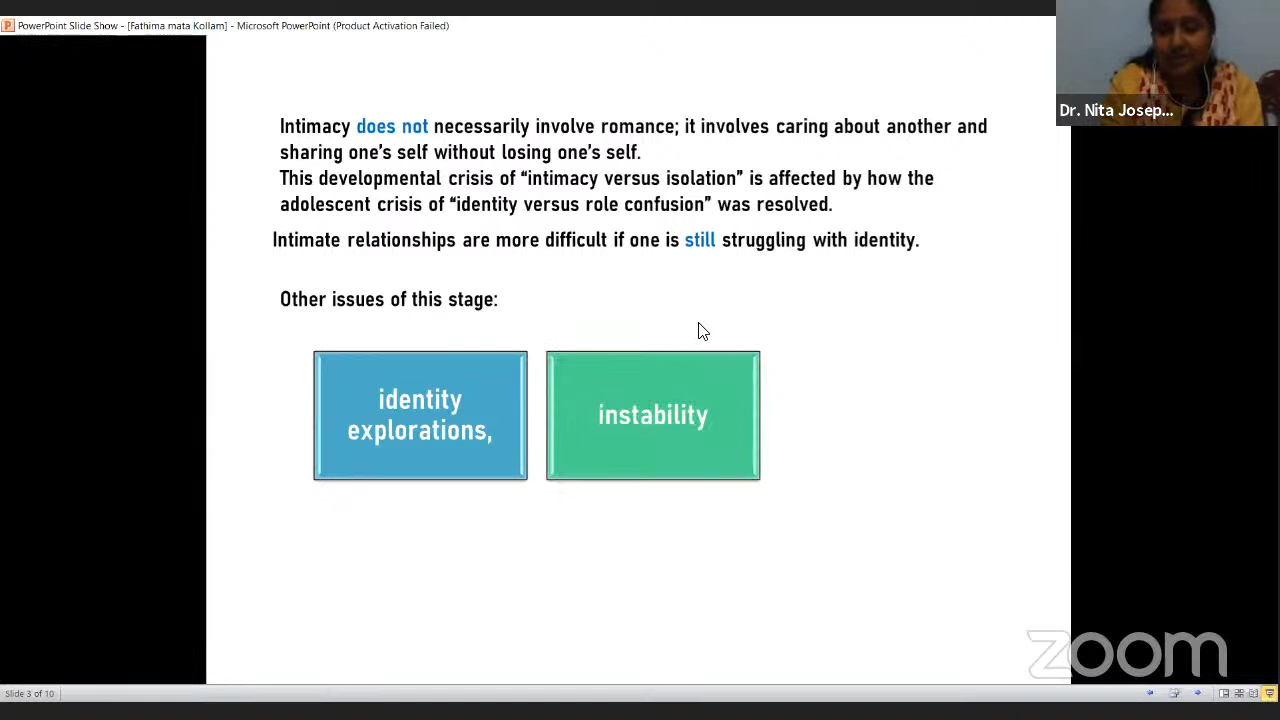 PowerPoint Slide Show - [Fathima mata Kollam] - Microsoft PowerPoint (Product Activation Failed)
Dr. Nita Josep...
Intimacy does not necessarily involve romance; it involves caring about another and
sharing one's self without losing one's self.
This developmental crisis of “intimacy versus isolation” is affected by how the
adolescent crisis of “identity versus role confusion” was resolved.
Intimate relationships are more difficult if one is still struggling with identity.
Other issues of this stage:
identity
explorations,
instability
zoom
Slide 3 of 10